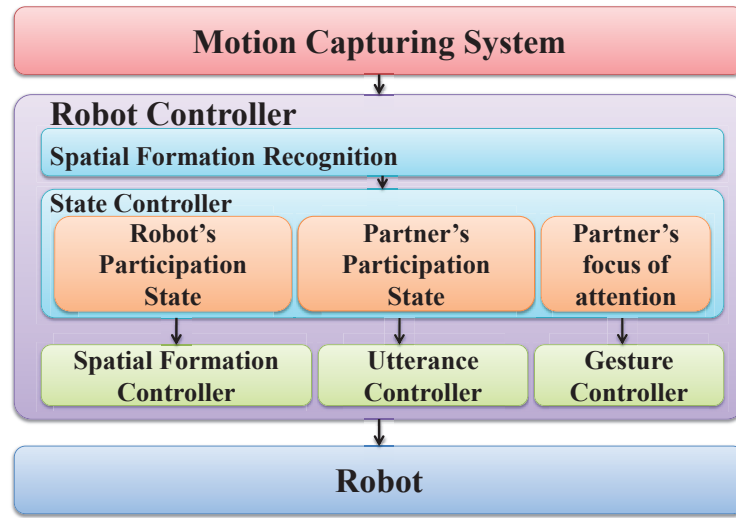 Motion Capturing System
Robot Controller
Spatial Formation Recognition
State Controller
Robot's
Participation
State
Partner's
Participation
State
Partner's
focus of
attention
Spatial Formation
Controller
Utterance
Controller
Gesture
Controller
Robot